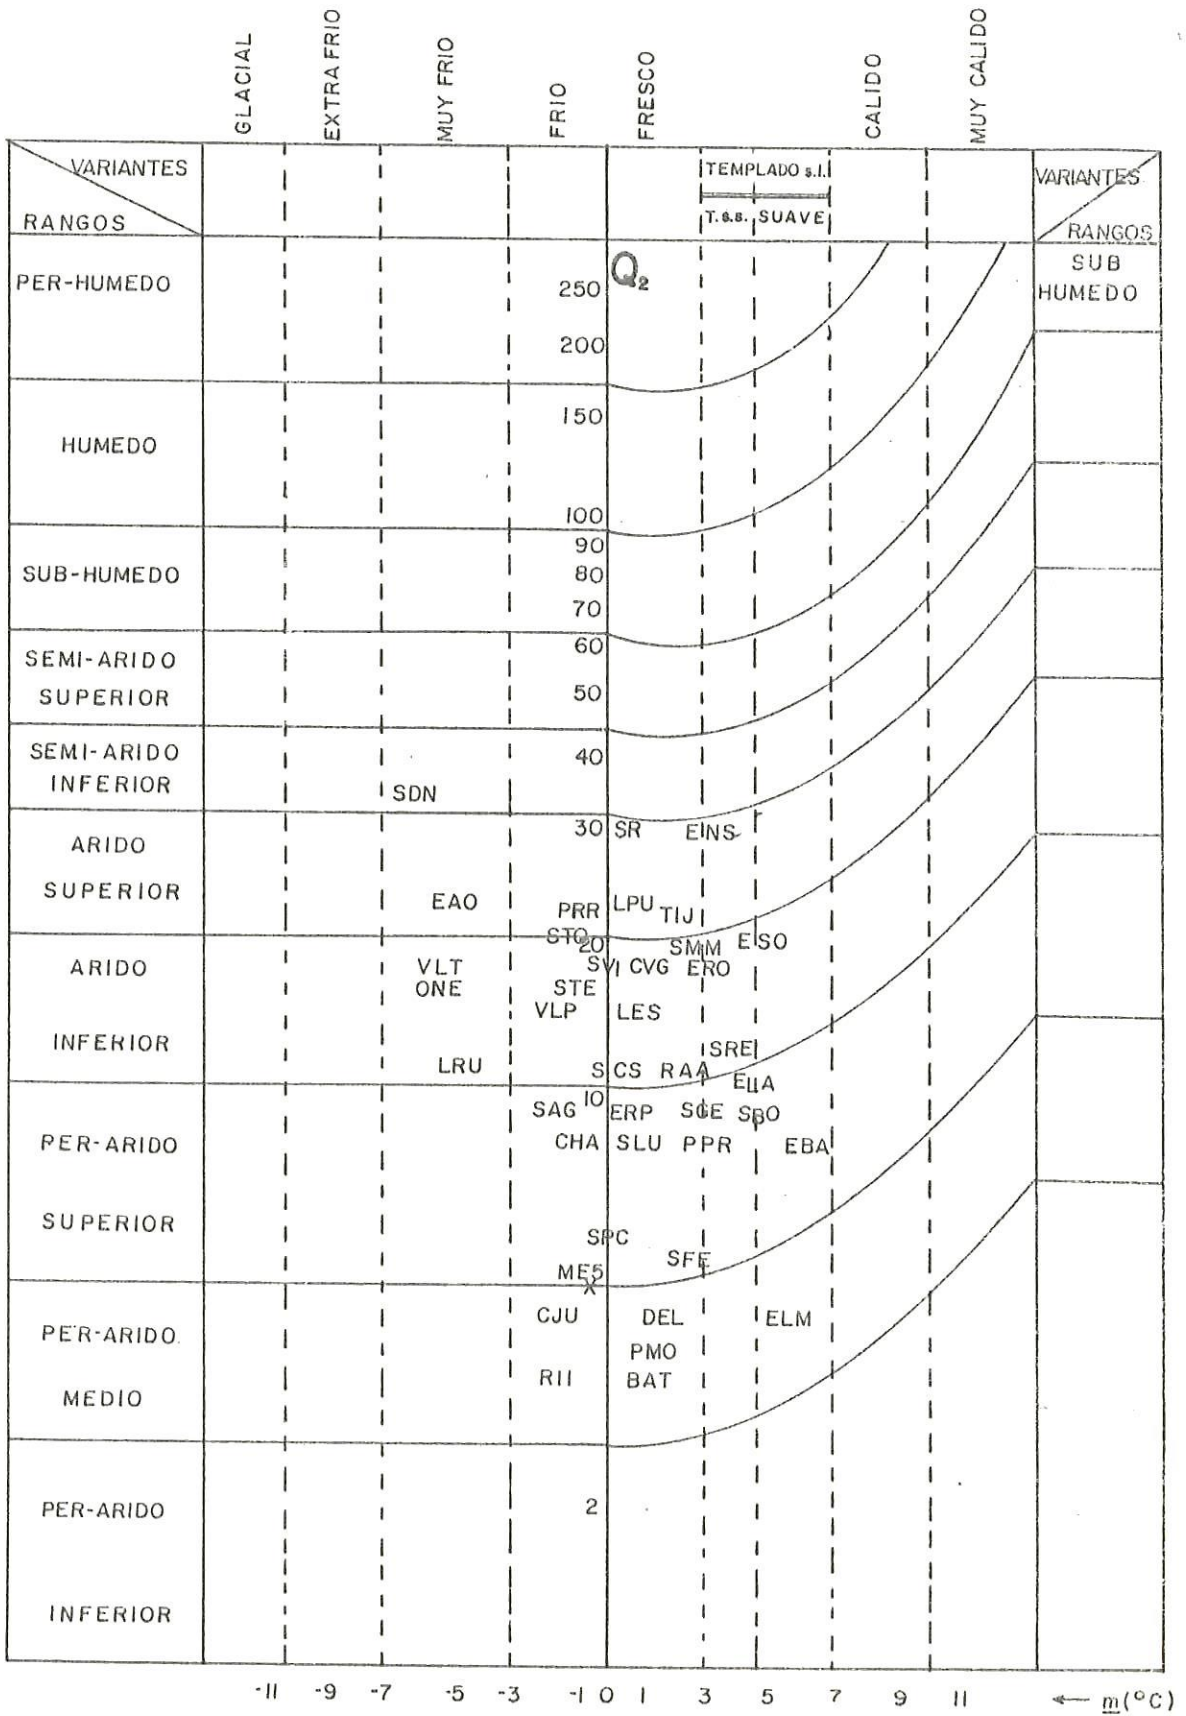 GLACIAL
EXTRA FRIO
MUY FRIO
FRIO
FRESCO
CALIDO
MUY CALIDO
VARIANTES
RANGOS
TEMPLADO s.l.
T. s.s. SUAVE
VARIANTES
RANGOS
PER-HUMEDO
250
Q₂
SUB
HUMEDO
200
150
HUMEDO
100
90
SUB-HUMEDO
80
70
60
SEMI-ARIDO
SUPERIOR
50
SEMI-ARIDO
INFERIOR
40
SDN
30
SR
EINS
ARIDO
SUPERIOR
EAO
PRR
LPU
TIJ
STO
20
SMM
EISO
ARIDO
VLT
SVI
CVG
ERO
ONE
STE
VLP
LES
INFERIOR
SRE
LRU
SCS
RAA
EIIA
10
SAG
ERP
SGE
SBO
PER-ARIDO
CHA
SLU
PPR
EBA
SUPERIOR
SPC
SFE
ME5
X
CJU
DEL
ELM
PER-ARIDO
PMO
RII
BAT
MEDIO
PER-ARIDO
2
INFERIOR
-11 -9 -7 -5 -3 -1 0 1 3 5 7 9 11 ← m(°C)